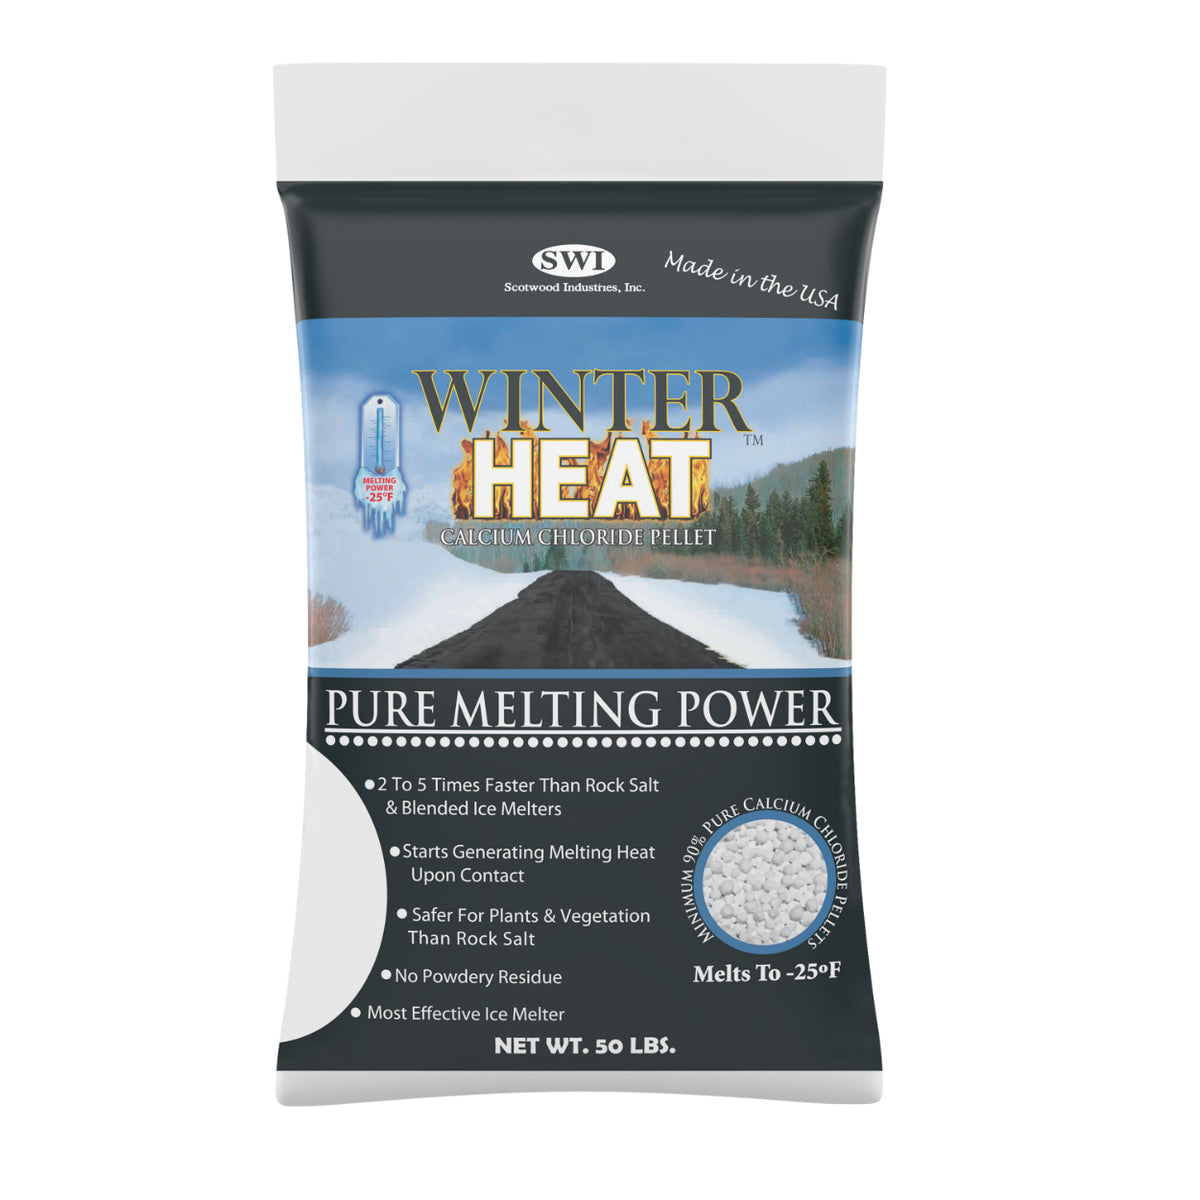 SWI
Scotwood Industries, Inc.
Made in the USA
WINTER
HEAT™
CALCIUM CHLORIDE PELLET
MELTING
POWER
-25°F
PURE MELTING POWER
•2 To 5 Times Faster Than Rock Salt
& Blended Ice Melters
•Starts Generating Melting Heat
Upon Contact
• Safer For Plants & Vegetation
Than Rock Salt
•No Powdery Residue
• Most Effective Ice Melter
MINIMUM 90% PURE CALCIUM CHLORIDE PELLETS
Melts To -25ºF
NET WT. 50 LBS.